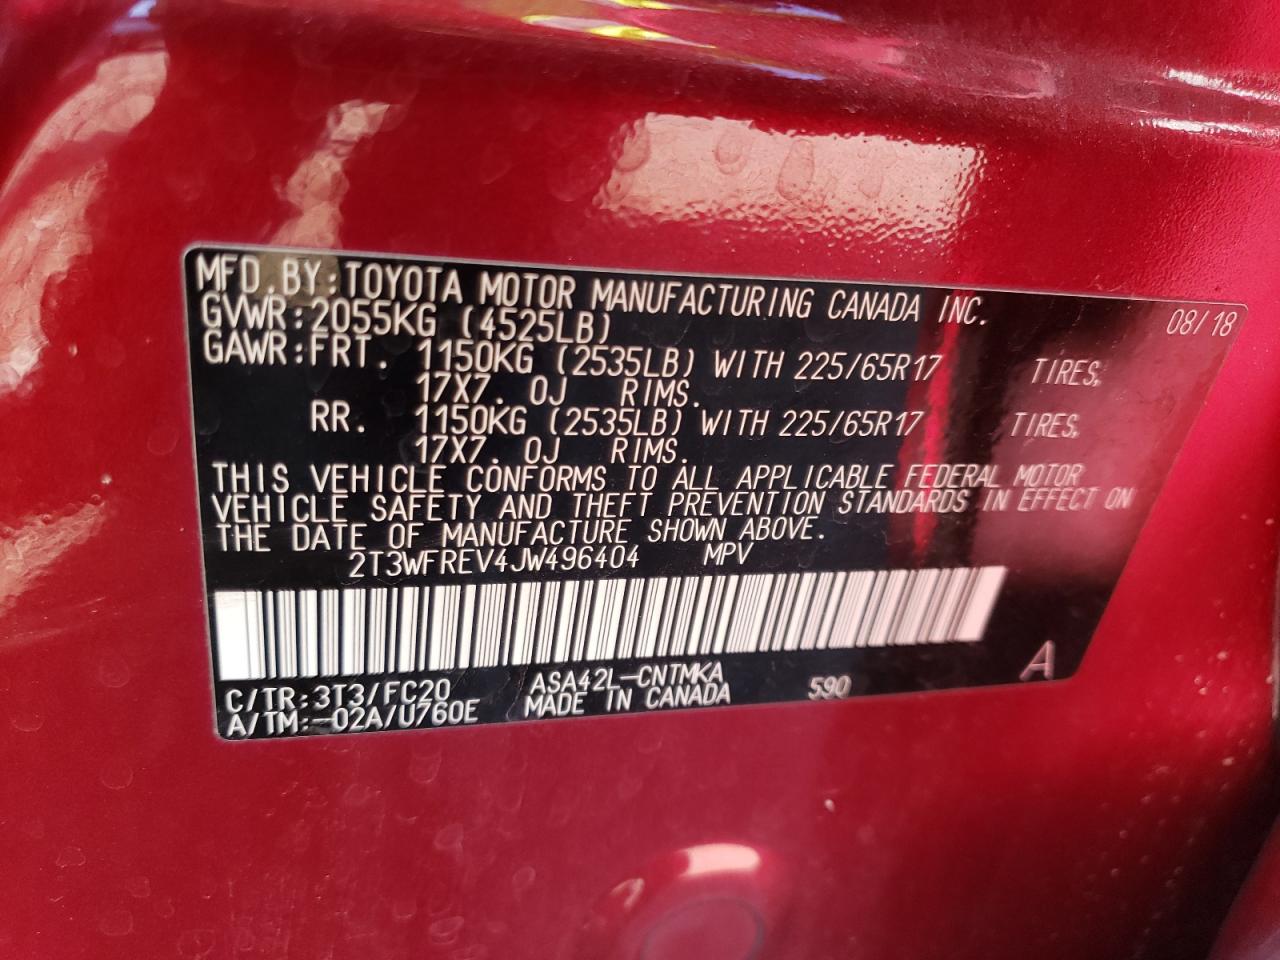 MFD.BY:TOYOTA MOTOR MANUFACTURING CANADA INC. 08/18
GVWR:2055KG (4525LB)
GAWR:FRT. 1150KG (2535LB) WITH 225/65R17 TIRES,
17X7. 0J RIMS.
RR. 1150KG (2535LB) WITH 225/65R17 TIRES,
17X7. 0J RIMS.
THIS VEHICLE CONFORMS TO ALL APPLICABLE FEDERAL MOTOR
VEHICLE SAFETY AND THEFT PREVENTION STANDARDS IN EFFECT ON
THE DATE OF MANUFACTURE SHOWN ABOVE.
2T3WFREV4JW496404 MPV
A
C/TR:3T3/FC20 ASA42L-CNTMKA 590
A/TM:-02A/U760E MADE IN CANADA